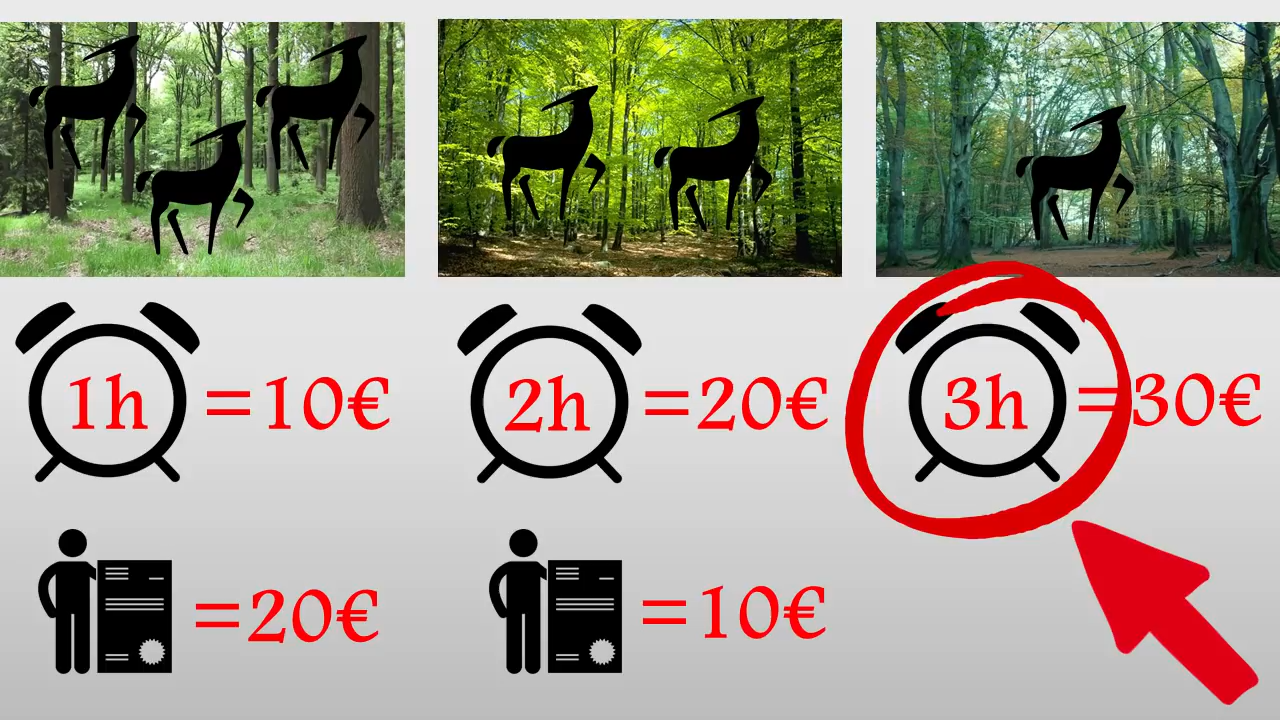 1h =10€
2h =20€
3h =30€
=20€
=10€